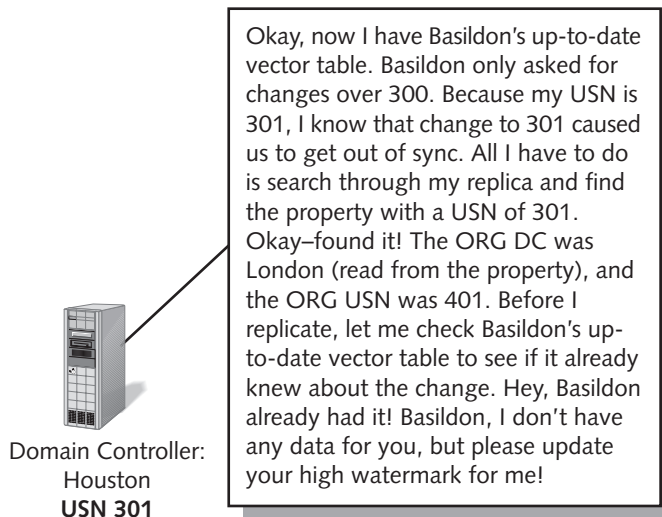 Okay, now I have Basildon's up-to-date
vector table. Basildon only asked for
changes over 300. Because my USN is
301, I know that change to 301 caused
us to get out of sync. All I have to do
is search through my replica and find
the property with a USN of 301.
Okay–found it! The ORG DC was
London (read from the property), and
the ORG USN was 401. Before I
replicate, let me check Basildon's up-
to-date vector table to see if it already
knew about the change. Hey, Basildon
already had it! Basildon, I don't have
any data for you, but please update
your high watermark for me!
Domain Controller:
Houston
USN 301